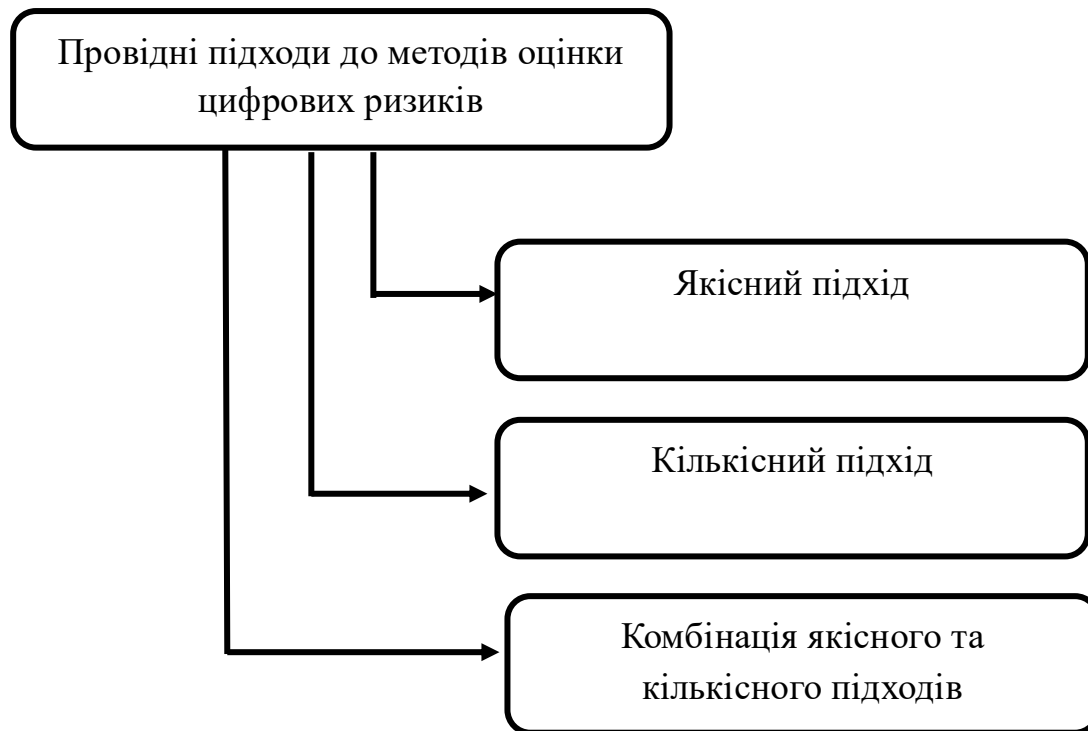 Провідні підходи до методів оцінки
цифрових ризиків
Якісний підхід
Кількісний підхід
Комбінація якісного та
кількісного підходів